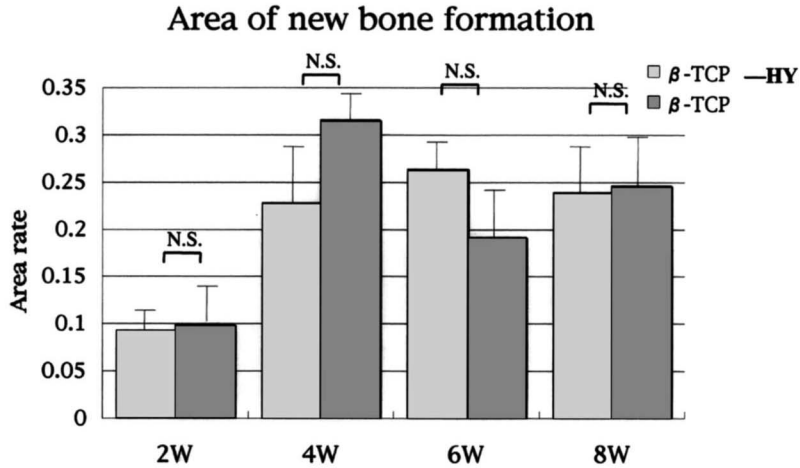 Area of new bone formation
β-TCP —HY
β-TCP
N.S.
N.S.
N.S.
N.S.
Area rate
0.35
0.3
0.25
0.2
0.15
0.1
0.05
0
2W 4W 6W 8W